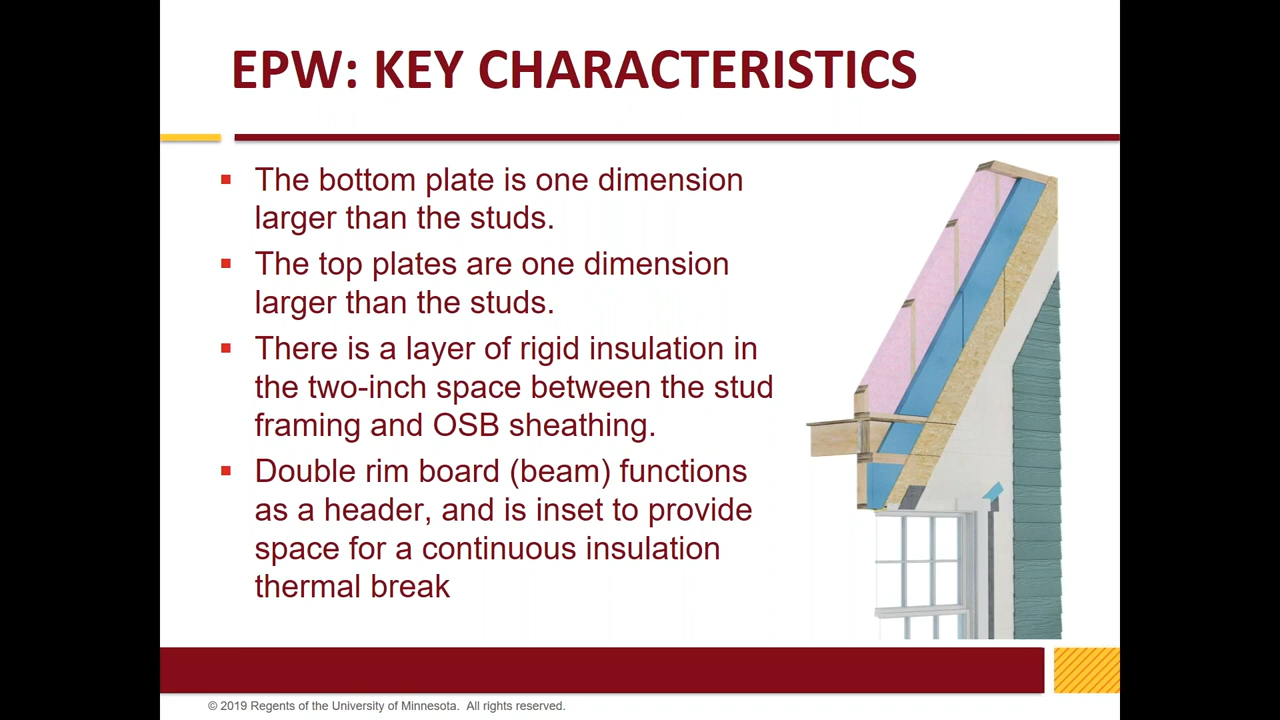 EPW: KEY CHARACTERISTICS
▪ The bottom plate is one dimension
larger than the studs.
▪ The top plates are one dimension
larger than the studs.
▪ There is a layer of rigid insulation in
the two-inch space between the stud
framing and OSB sheathing.
▪ Double rim board (beam) functions
as a header, and is inset to provide
space for a continuous insulation
thermal break
© 2019 Regents of the University of Minnesota. All rights reserved.